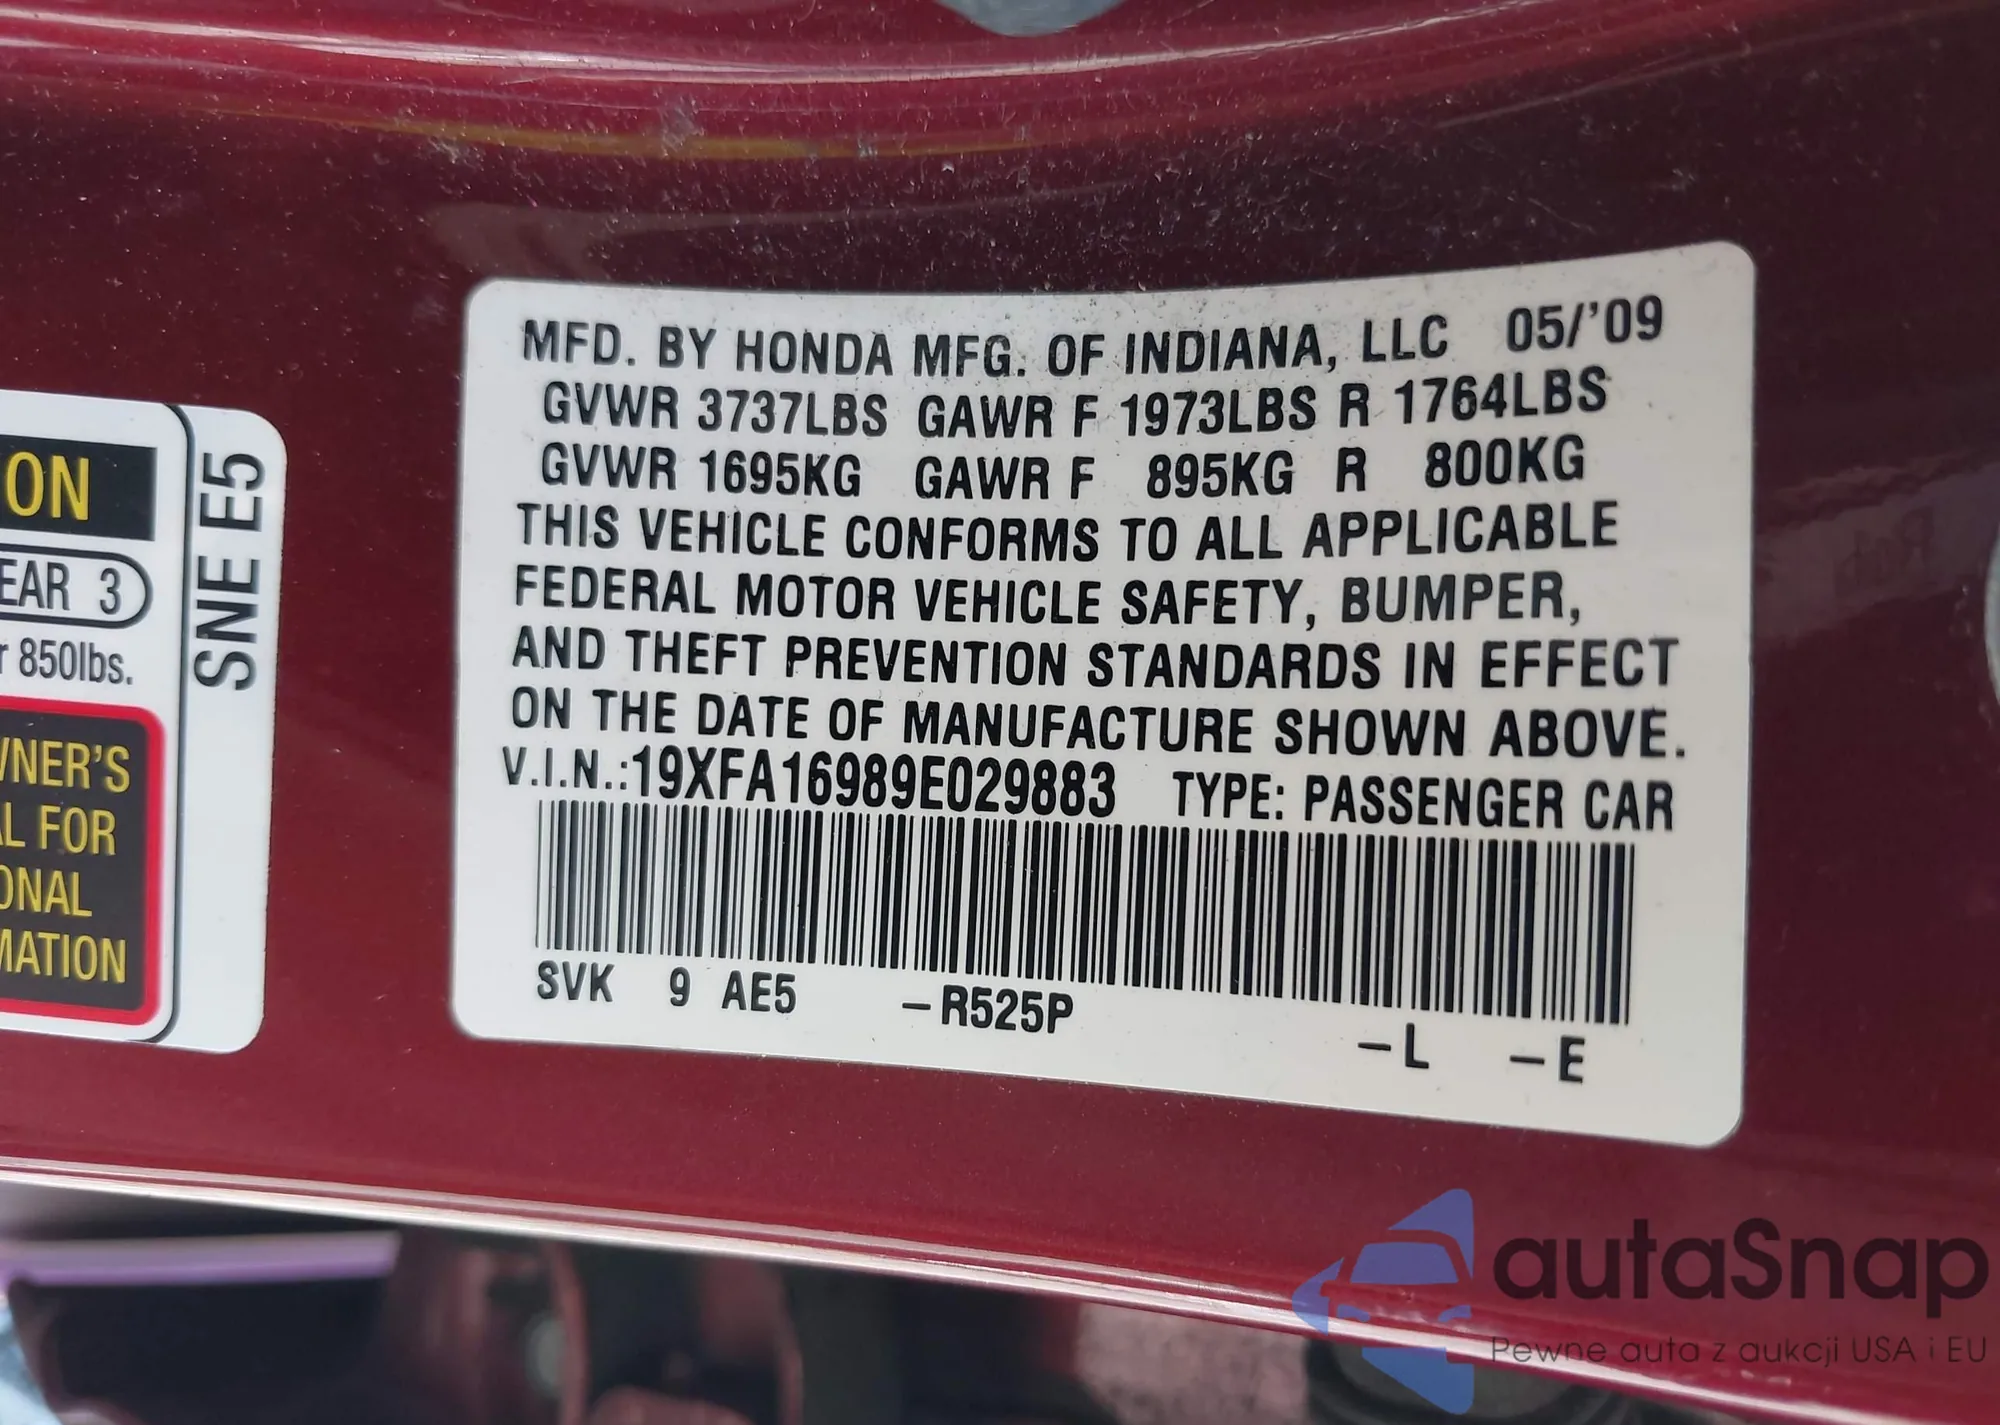 MFD. BY HONDA MFG. OF INDIANA, LLC 05/'09
GVWR 3737LBS GAWR F 1973LBS R 1764LBS
GVWR 1695KG GAWR F 895KG R 800KG
THIS VEHICLE CONFORMS TO ALL APPLICABLE
FEDERAL MOTOR VEHICLE SAFETY, BUMPER,
AND THEFT PREVENTION STANDARDS IN EFFECT
ON THE DATE OF MANUFACTURE SHOWN ABOVE.
V.I.N.:19XFA16989E029883 TYPE: PASSENGER CAR
SVK 9 AE5 -R525P -L -E
ON
EAR 3
r 850lbs.
WNER'S
AL FOR
ONAL
MATION
SNE E5
autaSnap
Pewne auta z aukcji USA i EU